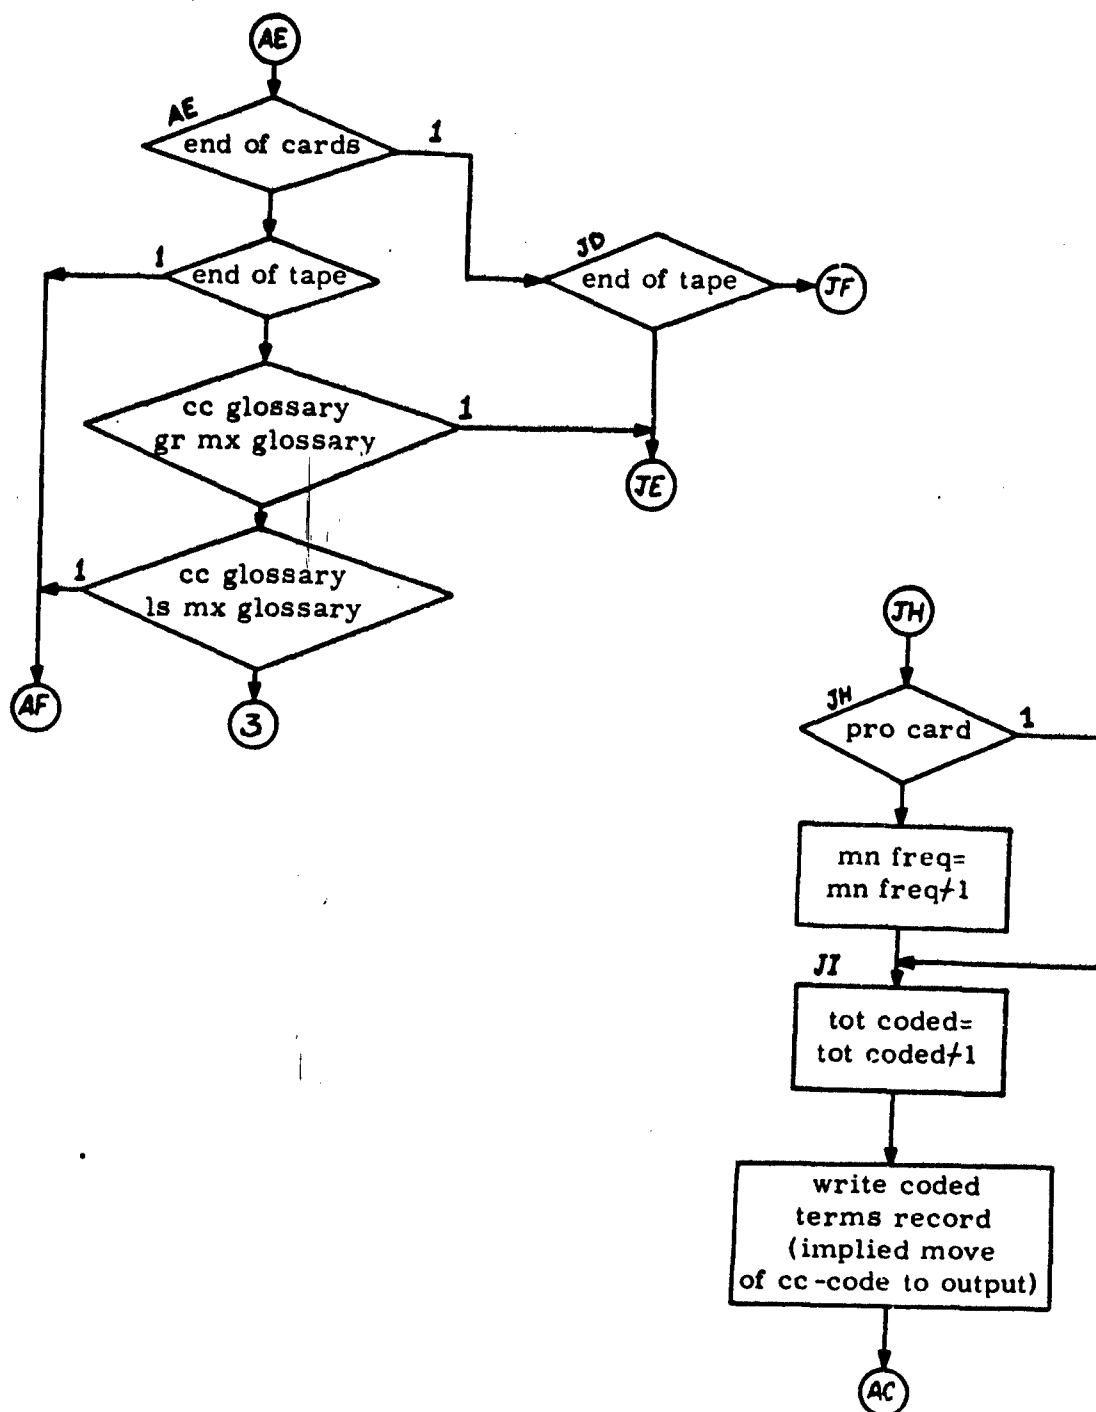 AE
AE
end of cards
1
1
end of tape
JD
end of tape
JF
cc glossary
gr mx glossary
1
JE
1
cc glossary
ls mx glossary
AF
3
JH
JH
pro card
1
mn freq=
mn freq+1
JI
tot coded=
tot coded+1
write coded
terms record
(implied move
of cc-code to output)
AC